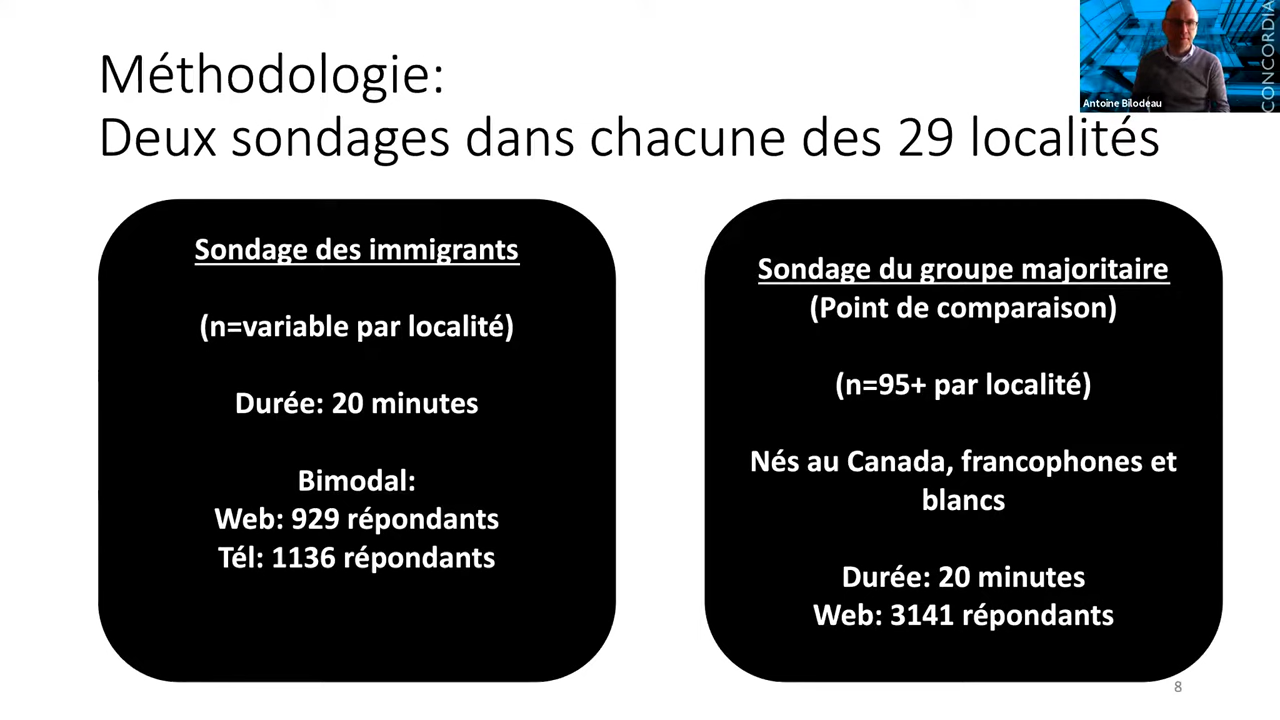 Méthodologie:
Deux sondages dans chacune des 29 localités
Antoine Bilodeau
CONCORDIA
Sondage des immigrants
(n=variable par localité)
Durée: 20 minutes
Bimodal:
Web: 929 répondants
Tél: 1136 répondants
Sondage du groupe majoritaire
(Point de comparaison)
(n=95+ par localité)
Nés au Canada, francophones et
blancs
Durée: 20 minutes
Web: 3141 répondants
8